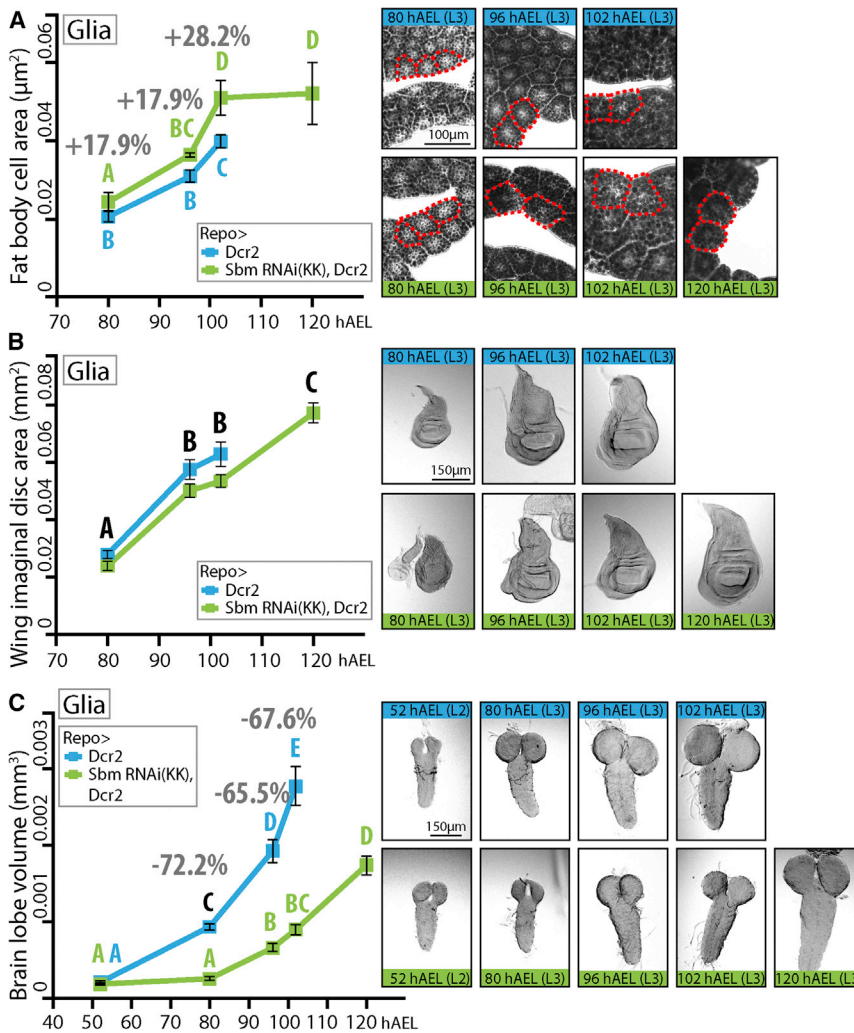 A
Glia
Fat body cell area (µm²)
0.06
0.04
0.02
0
+17.9%
+17.9%
+28.2%
A
BC
D
D
B
B
C
Repo>
Dcr2
Sbm RNAi(KK), Dcr2
70 80 90 100 110 120 hAEL
80 hAEL (L3)
96 hAEL (L3)
102 hAEL (L3)
100µm
80 hAEL (L3)
96 hAEL (L3)
102 hAEL (L3)
120 hAEL (L3)
B
Glia
Wing imaginal disc area (mm²)
0.08
0.06
0.04
0.02
0
A
B
B
C
Repo>
Dcr2
Sbm RNAi(KK), Dcr2
70 80 90 100 110 120 hAEL
80 hAEL (L3)
96 hAEL (L3)
102 hAEL (L3)
150µm
80 hAEL (L3)
96 hAEL (L3)
102 hAEL (L3)
120 hAEL (L3)
C
Glia
Repo>
Dcr2
Sbm RNAi(KK),
Dcr2
Brain lobe volume (mm³)
0.003
0.002
0.001
0
-72.2%
-65.5%
-67.6%
A
A
C
D
E
A
B
BC
D
40 50 60 70 80 90 100 110 120 hAEL
52 hAEL (L2)
80 hAEL (L3)
96 hAEL (L3)
102 hAEL (L3)
150µm
52 hAEL (L2)
80 hAEL (L3)
96 hAEL (L3)
102 hAEL (L3)
120 hAEL (L3